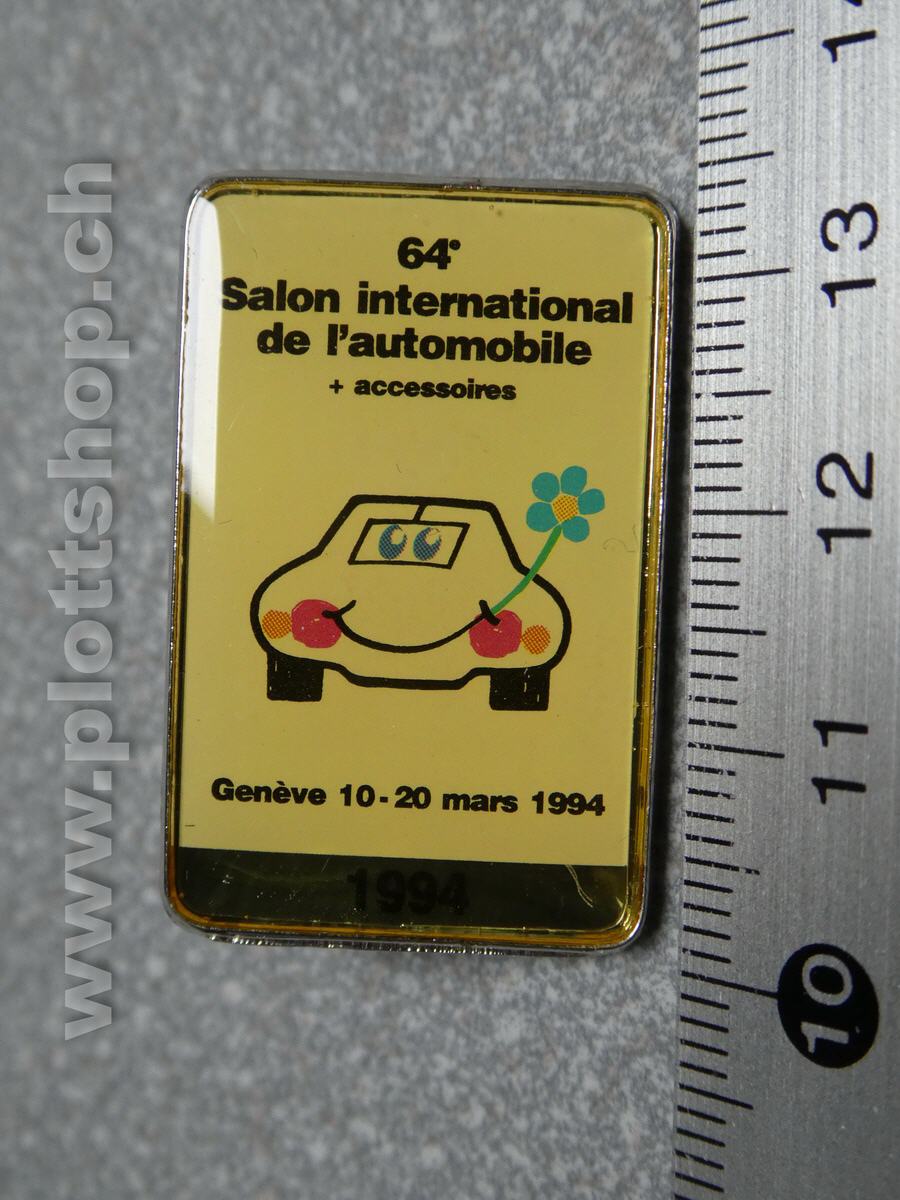 64e
Salon international
de l'automobile
+ accessoires
Genève 10-20 mars 1994
1994
www.plottshop.ch
14
13
12
11
10